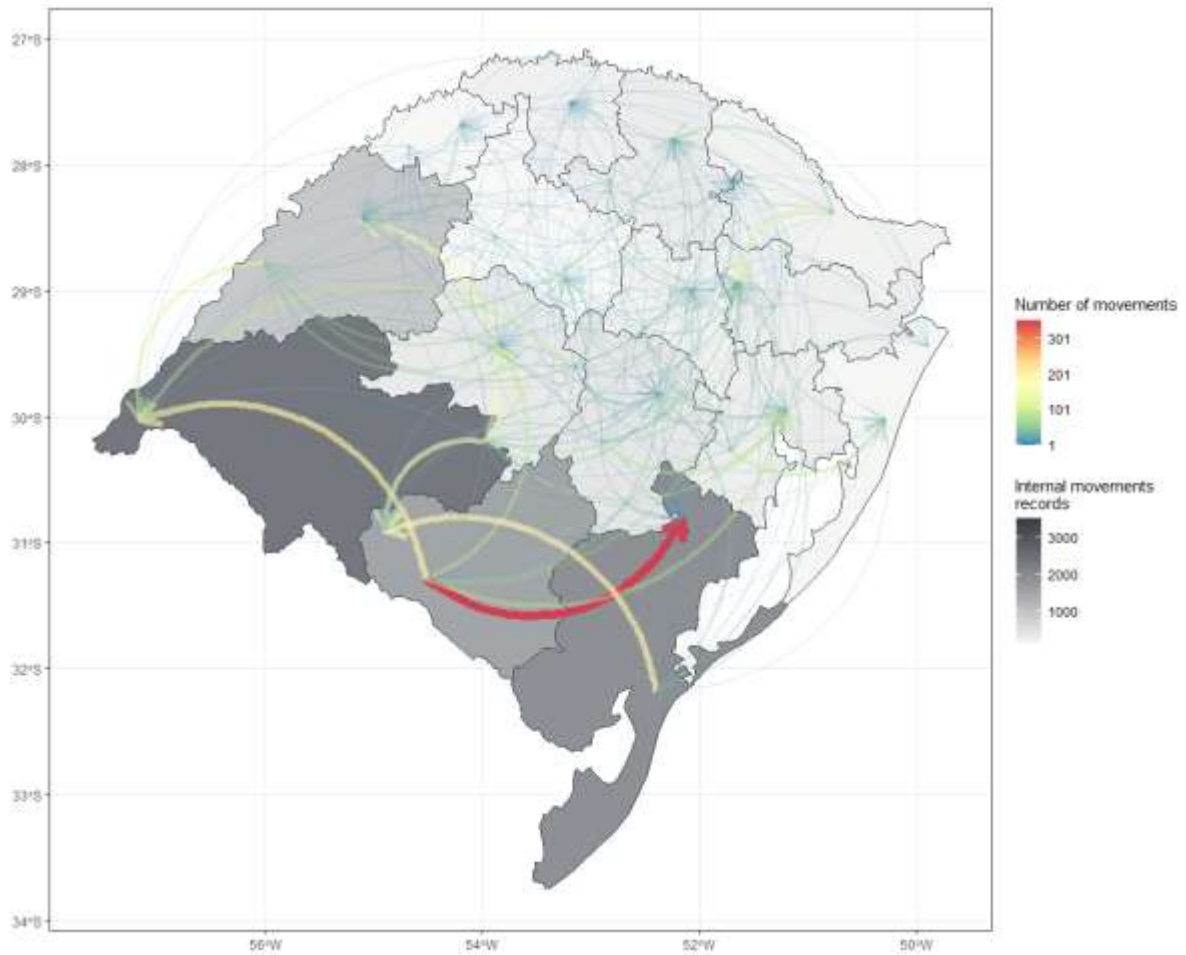 27°S
28°S
29°S
30°S
31°S
32°S
33°S
34°S
56°W
54°W
52°W
50°W
Number of movements
301
201
101
1
Internal movements
records
3000
2000
1000